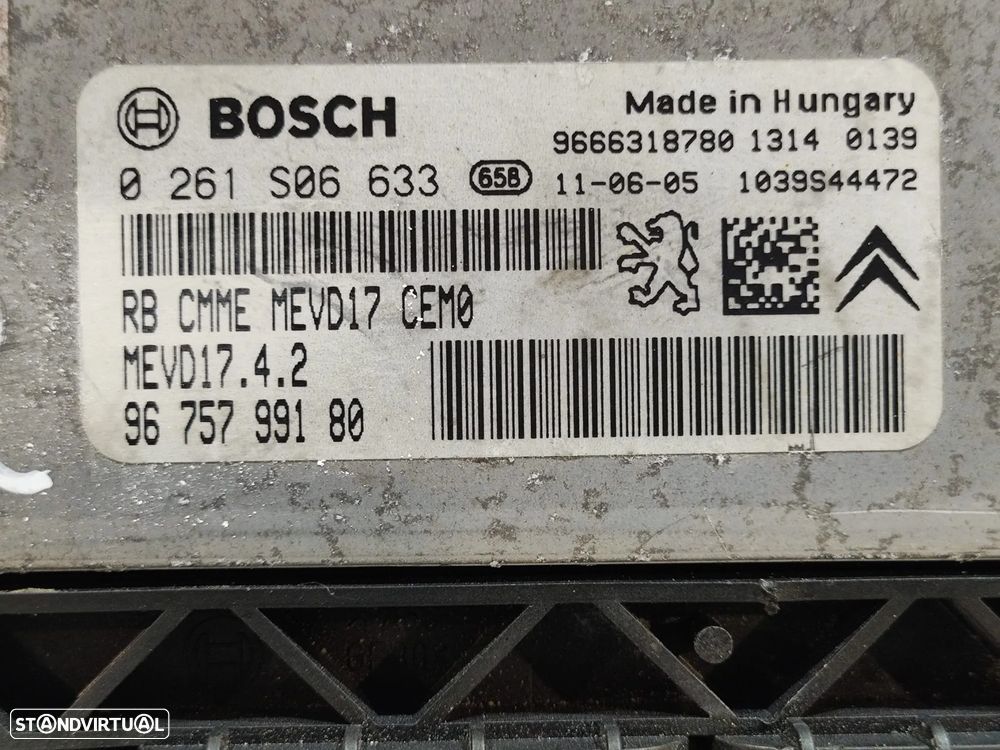 BOSCH
Made in Hungary
9666318780 1314 0139
0 261 S06 633 658 11-06-05 1039S44472
RB CMME MEVD17 CEM0
MEVD17.4.2
96 757 991 80
STANDVIRTUAL